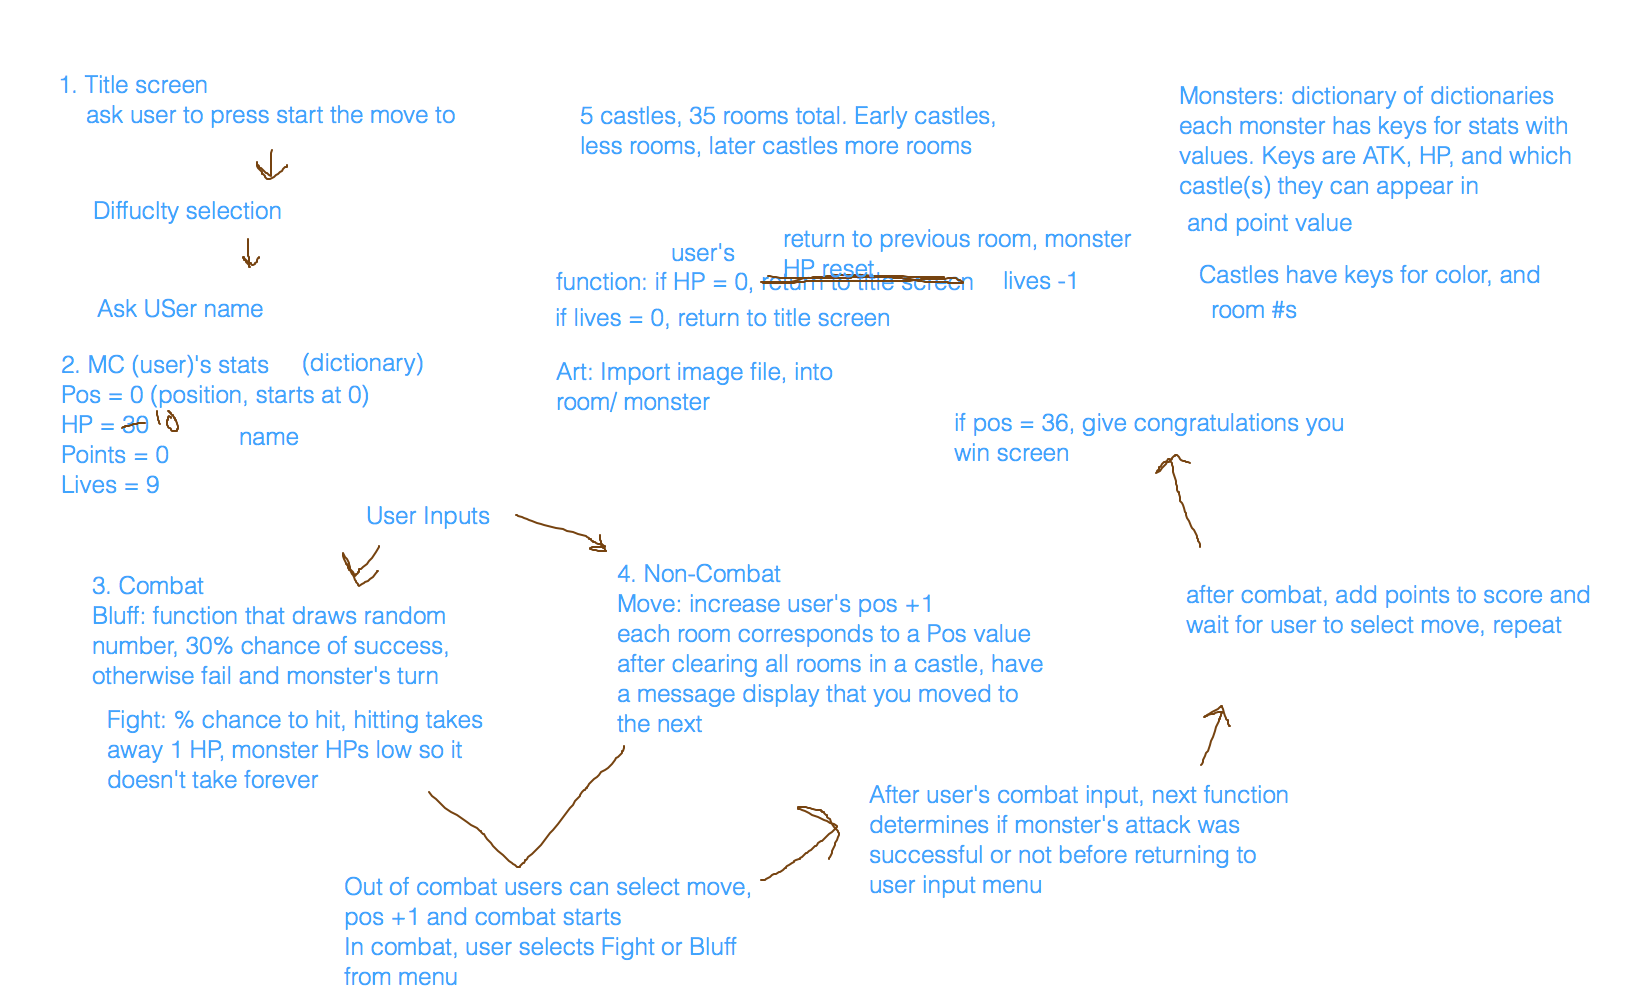 1. Title screen
ask user to press start the move to
Diffuclty selection
Ask USer name
2. MC (user)'s stats (dictionary)
Pos = 0 (position, starts at 0)
HP = 30 10
name
Points = 0
Lives = 9
5 castles, 35 rooms total. Early castles,
less rooms, later castles more rooms
user's
return to previous room, monster
HP reset
function: if HP = 0, return to title screen lives -1
if lives = 0, return to title screen
Art: Import image file, into
room/ monster
Monsters: dictionary of dictionaries
each monster has keys for stats with
values. Keys are ATK, HP, and which
castle(s) they can appear in
and point value
Castles have keys for color, and
room #s
User Inputs
3. Combat
Bluff: function that draws random
number, 30% chance of success,
otherwise fail and monster's turn
Fight: % chance to hit, hitting takes
away 1 HP, monster HPs low so it
doesn't take forever
4. Non-Combat
Move: increase user's pos +1
each room corresponds to a Pos value
after clearing all rooms in a castle, have
a message display that you moved to
the next
Out of combat users can select move,
pos +1 and combat starts
In combat, user selects Fight or Bluff
from menu
After user's combat input, next function
determines if monster's attack was
successful or not before returning to
user input menu
after combat, add points to score and
wait for user to select move, repeat
if pos = 36, give congratulations you
win screen